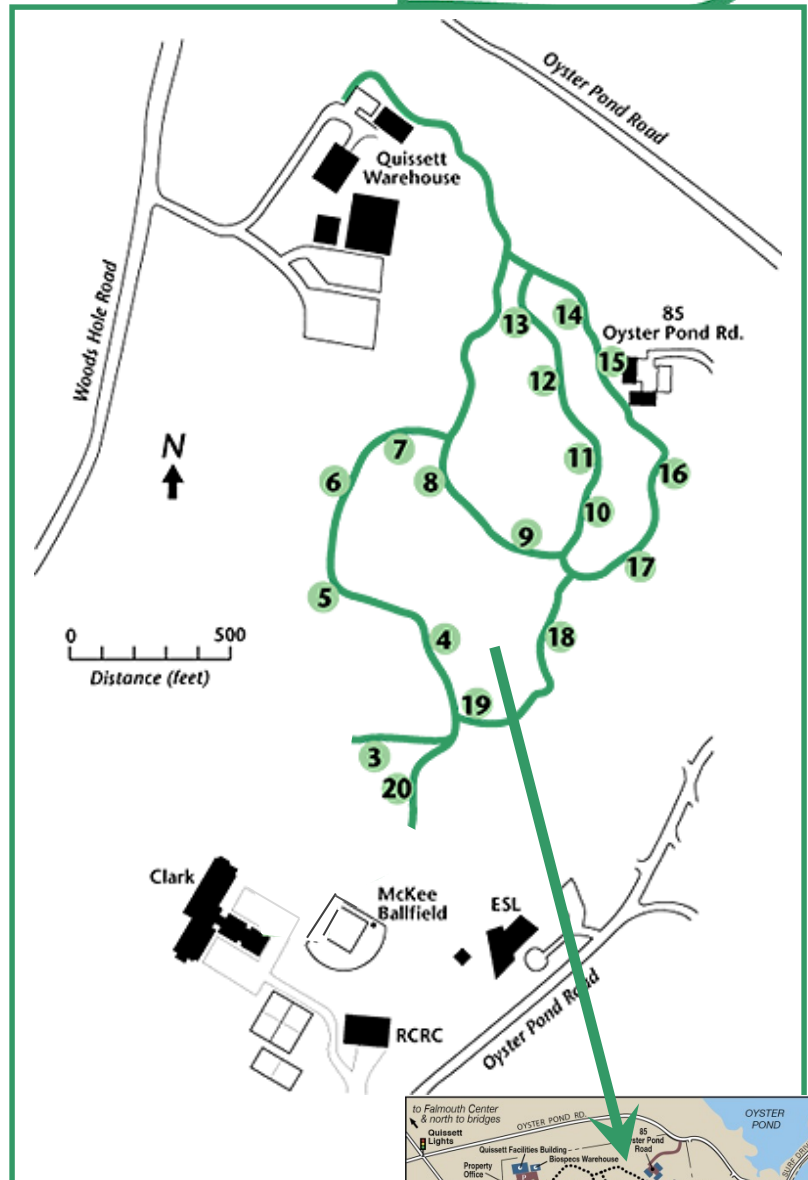 Oyster Pond Road
Quissett
Warehouse
Woods Hole Road
14
13
85
Oyster Pond Rd.
15
12
7
11
16
N
6
8
10
9
17
5
4
18
0 500
Distance (feet)
19
3
20
Clark
McKee
Ballfield
ESL
RCRC
Oyster Pond Road
to Falmouth Center
& north to bridges
OYSTER POND RD.
OYSTER
POND
Quissett
Lights
85
ster Pond
Road
Quissett Facilities Building
Biospecs Warehouse
Property
Office
P
SURF DRIV